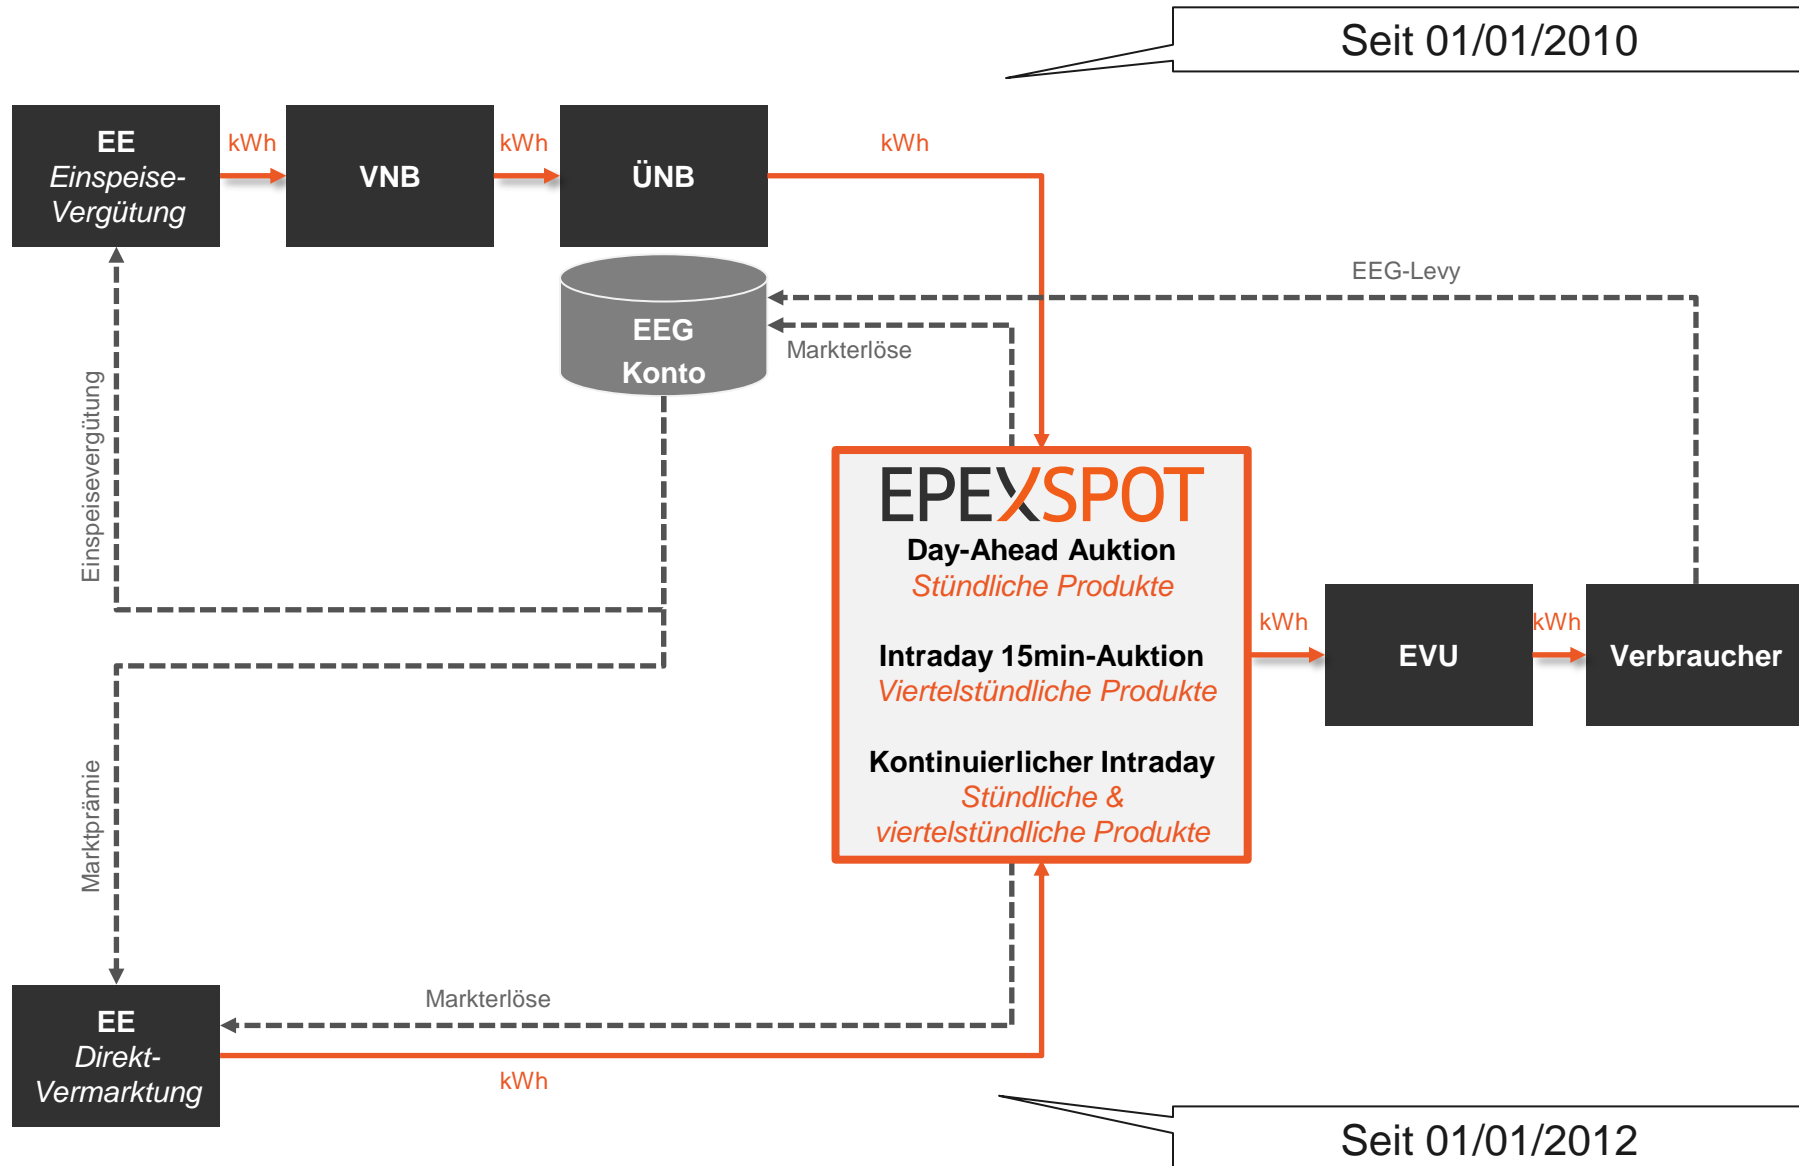 Seit 01/01/2010
EE
Einspeise-
Vergütung
kWh
VNB
kWh
ÜNB
kWh
EEG-Levy
EEG
Konto
Markterlöse
Einspeisevergütung
EPEXSPOT
Day-Ahead Auktion
Stündliche Produkte
Intraday 15min-Auktion
Viertelstündliche Produkte
Kontinuierlicher Intraday
Stündliche &
viertelstündliche Produkte
kWh
EVU
kWh
Verbraucher
Marktprämie
EE
Direkt-
Vermarktung
Markterlöse
kWh
Seit 01/01/2012